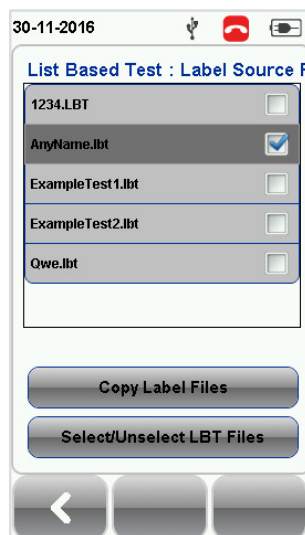 30-11-2016
List Based Test : Label Source F
1234.LBT
AnyName.lbt
ExampleTest1.lbt
ExampleTest2.lbt
Qwe.lbt
Copy Label Files
Select/Unselect LBT Files